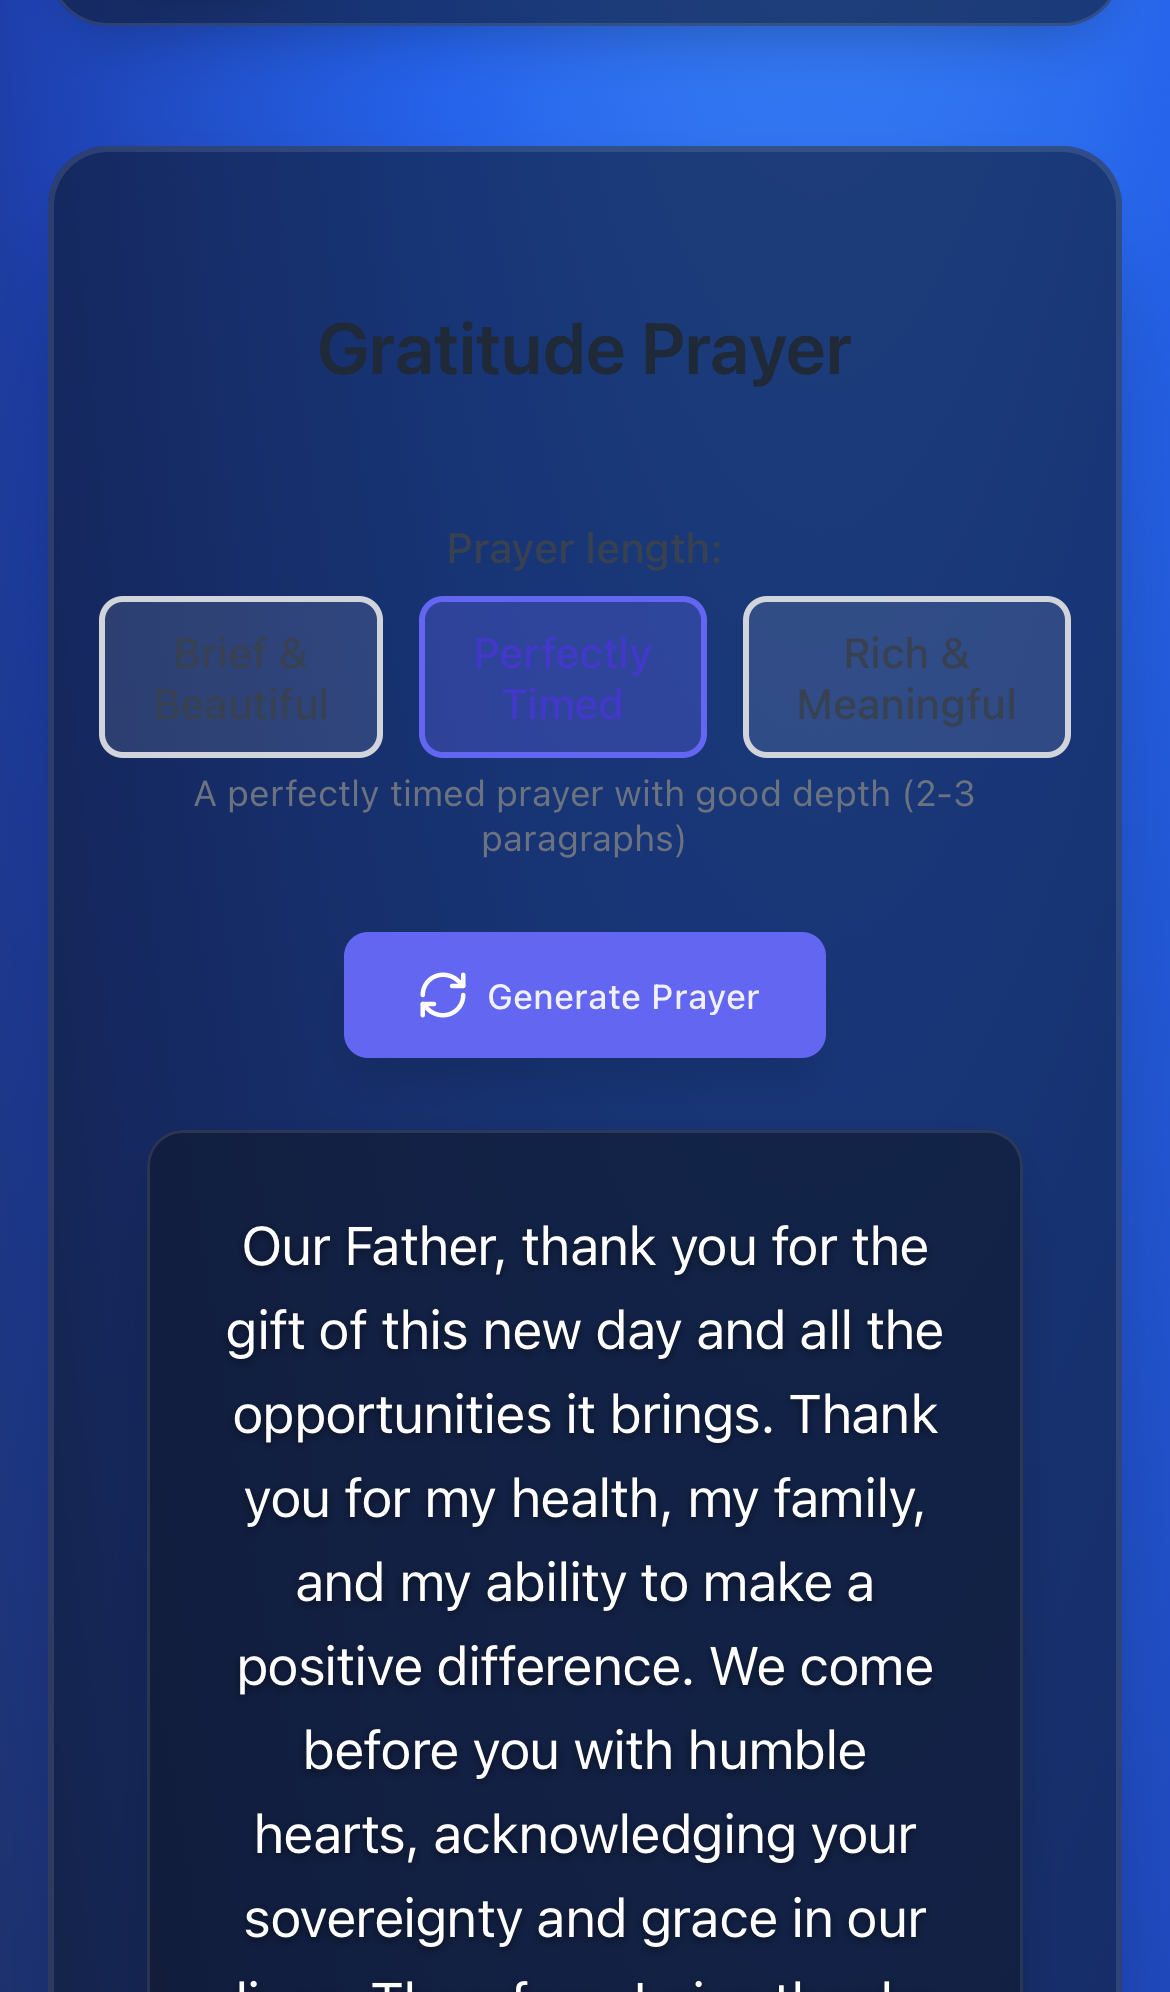 Gratitude Prayer
Prayer length:
Brief &
Beautiful
Perfectly
Timed
Rich &
Meaningful
A perfectly timed prayer with good depth (2-3
paragraphs)
Generate Prayer
Our Father, thank you for the
gift of this new day and all the
opportunities it brings. Thank
you for my health, my family,
and my ability to make a
positive difference. We come
before you with humble
hearts, acknowledging your
sovereignty and grace in our